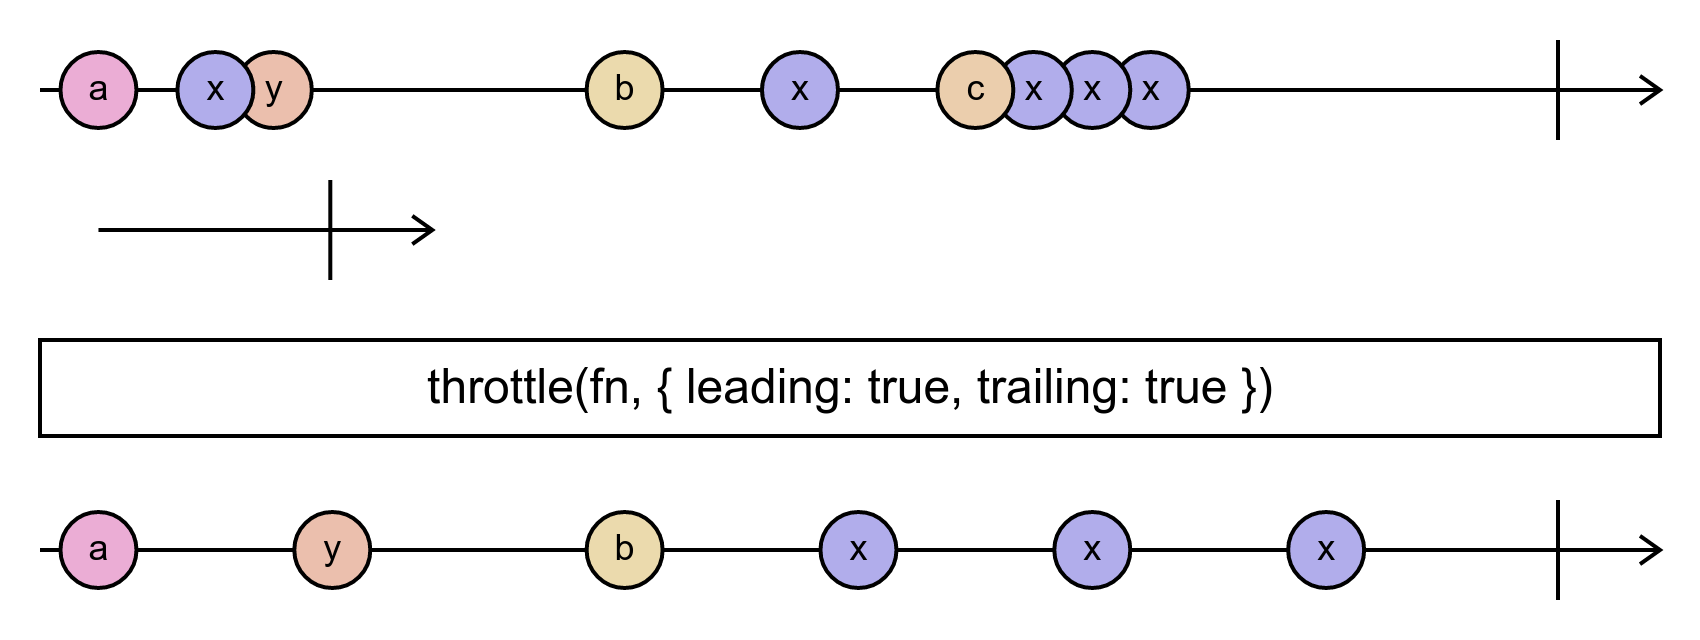 a x y b x c x x x
throttle(fn, { leading: true, trailing: true })
a y b x x x